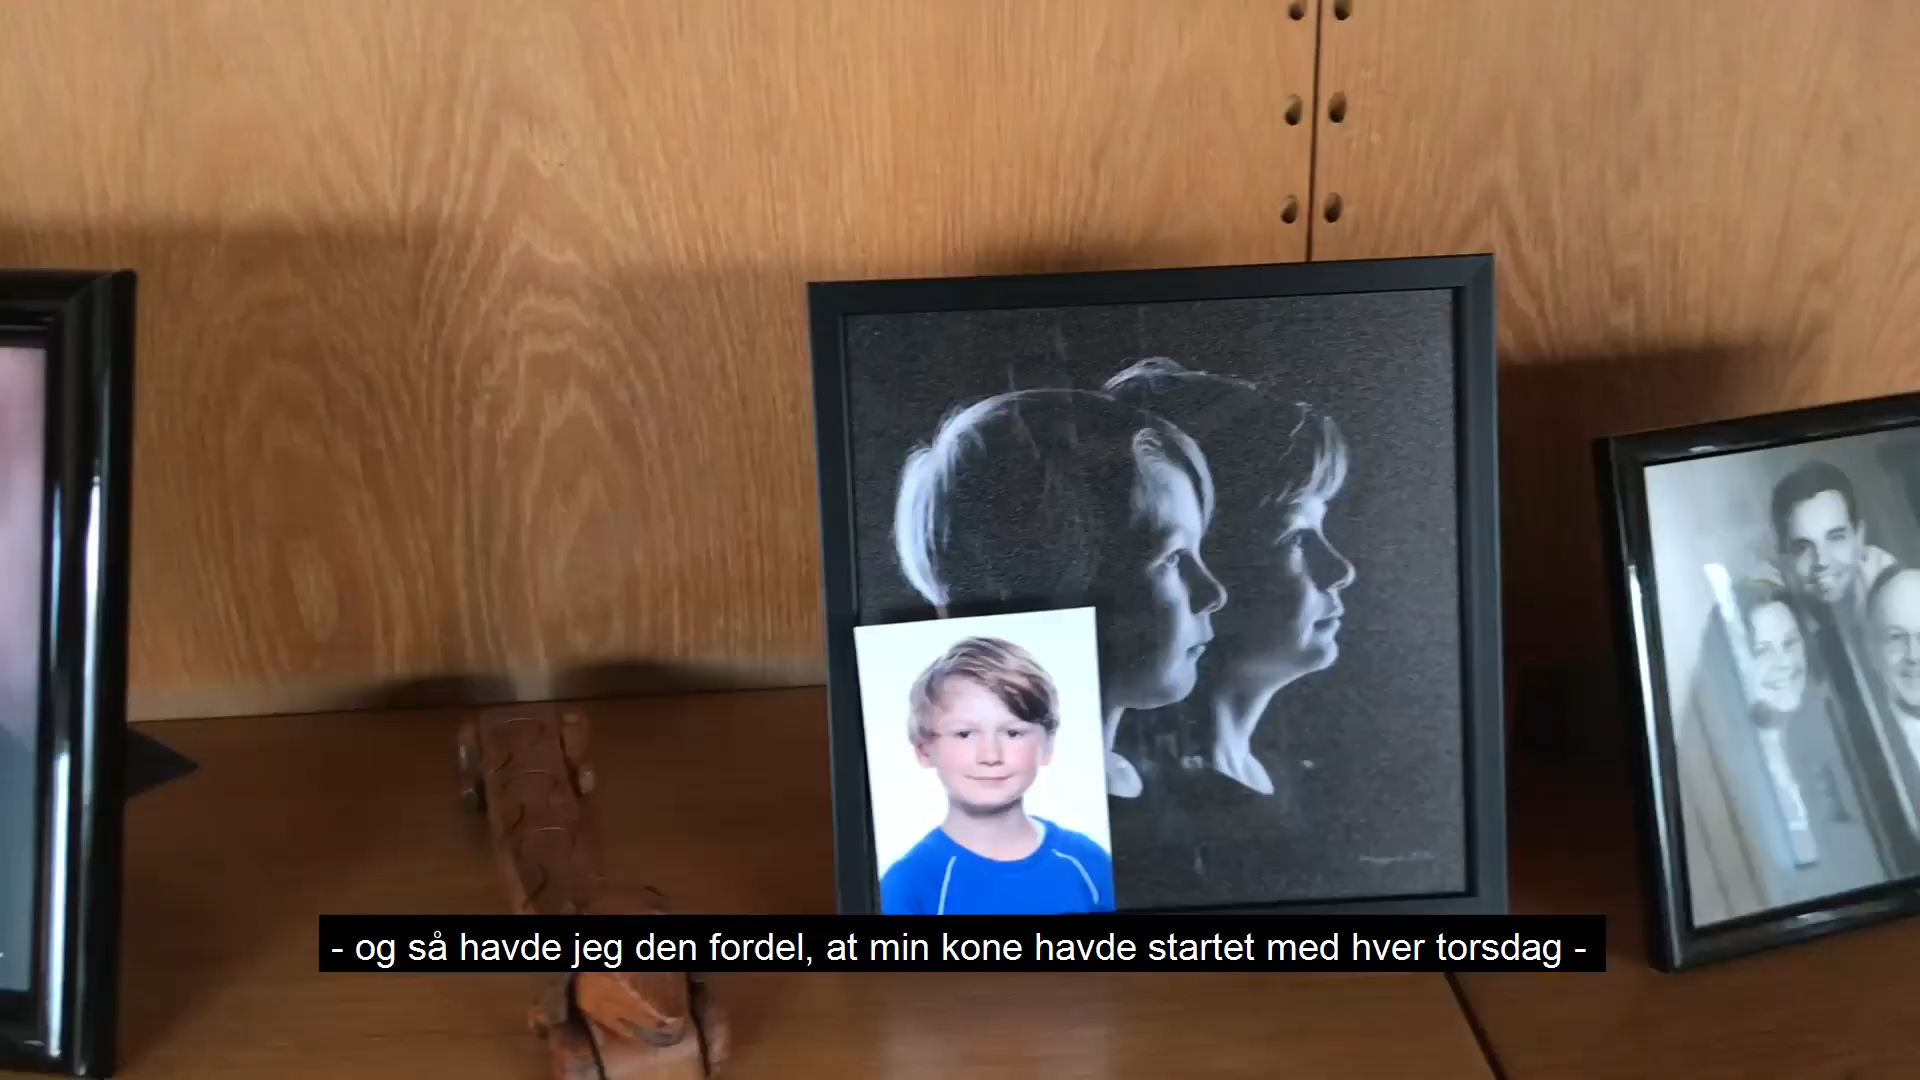 - og så havde jeg den fordel, at min kone havde startet med hver torsdag -